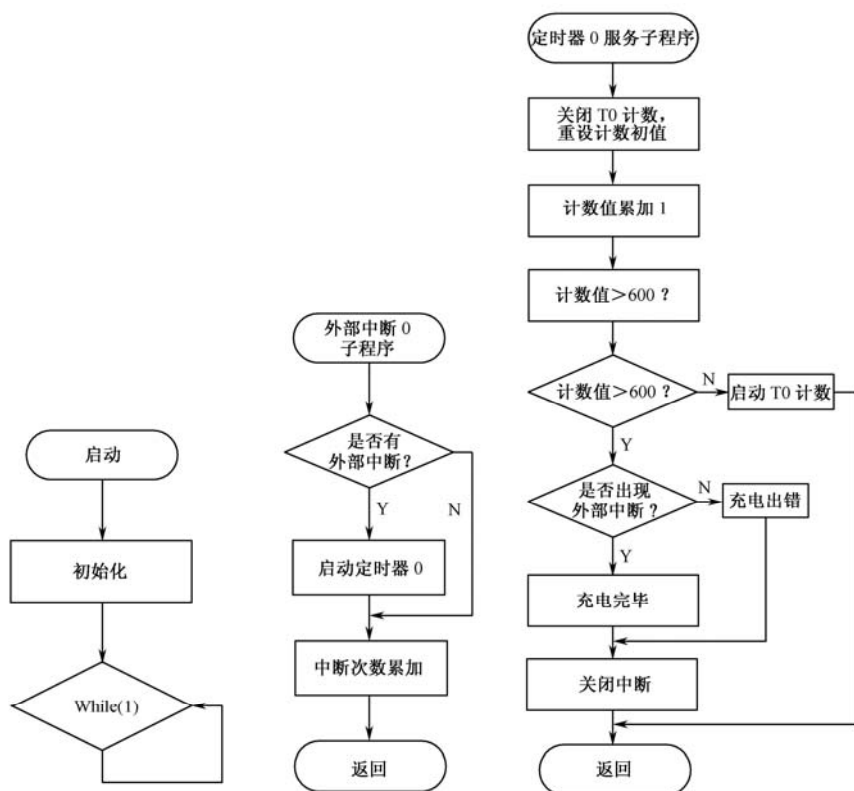 启动
初始化
While(1)
外部中断 0
子程序
是否有
外部中断?
Y
N
启动定时器 0
中断次数累加
返回
定时器 0 服务子程序
关闭 T0 计数,
重设计数初值
计数值累加 1
计数值>600 ?
计数值>600 ?
N
启动 T0 计数
Y
是否出现
外部中断 ?
N
充电出错
Y
充电完毕
关闭中断
返回